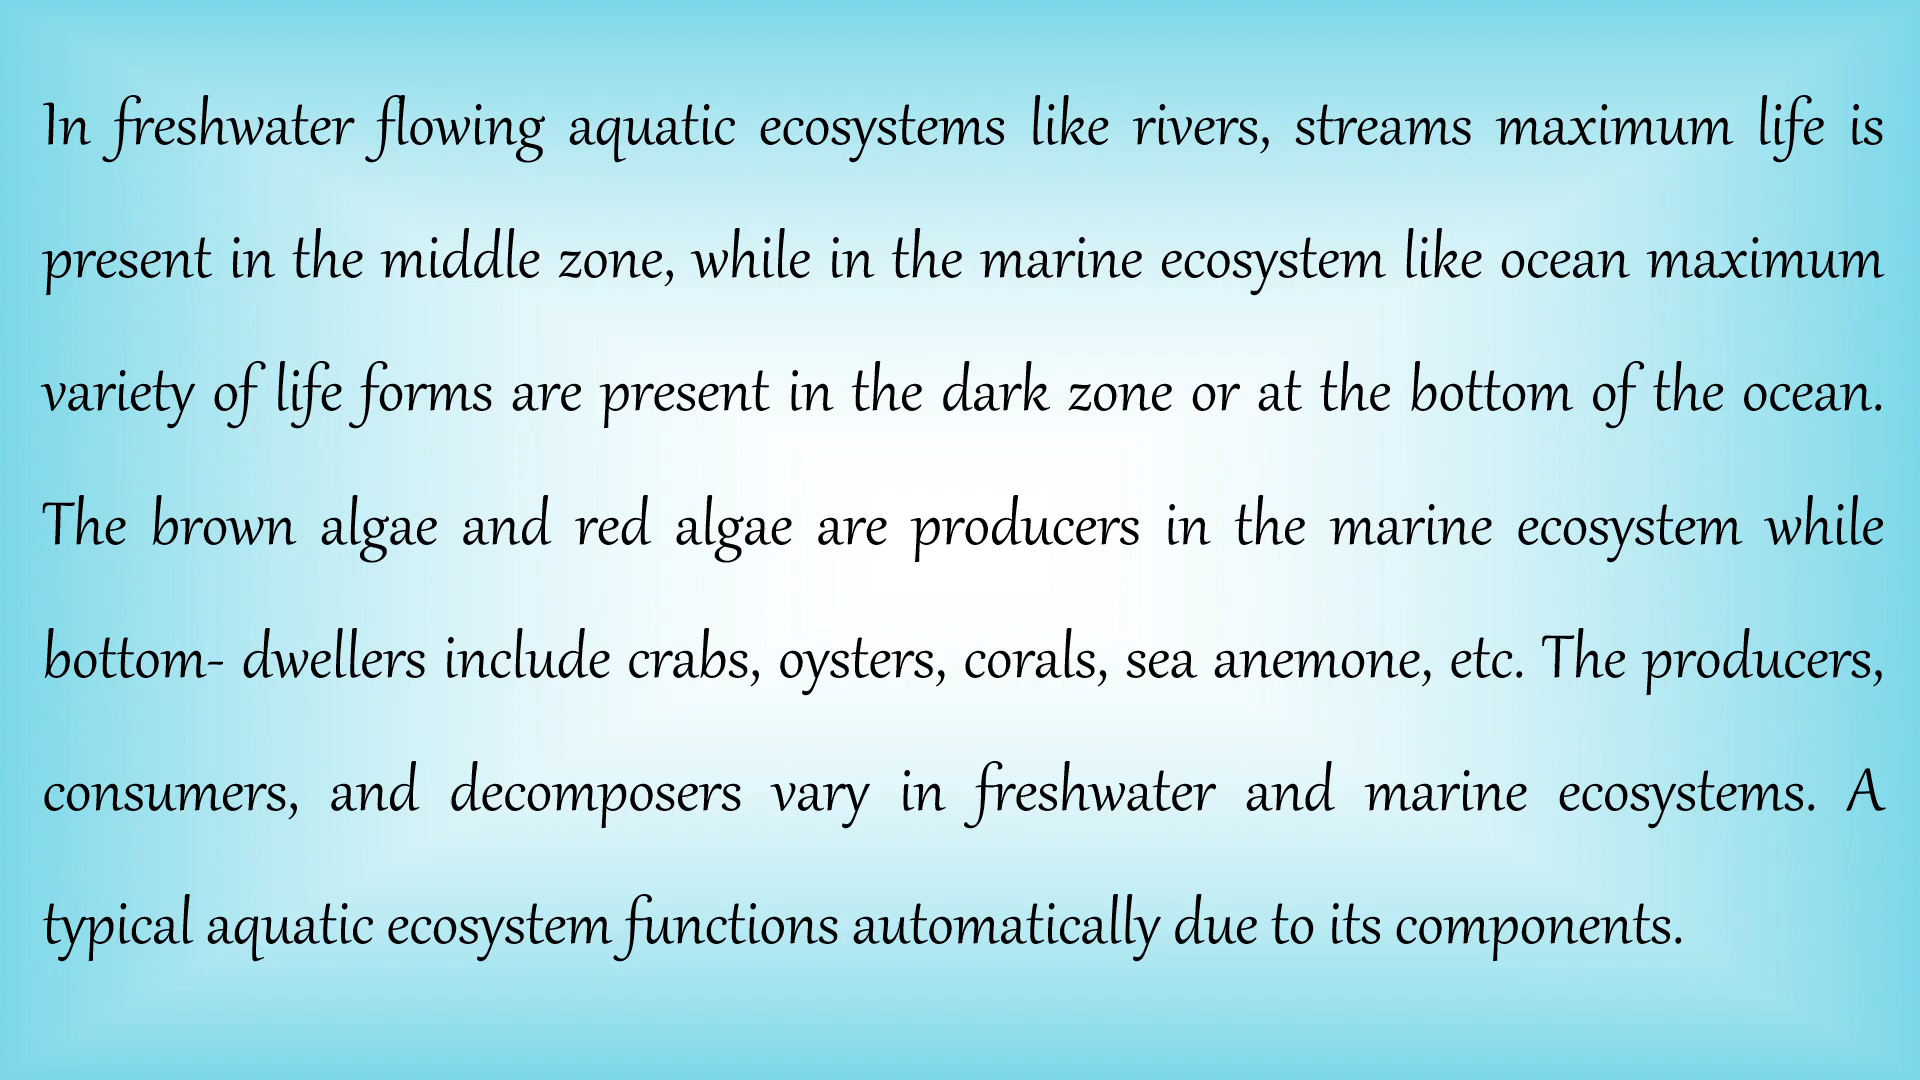 In freshwater flowing aquatic ecosystems like rivers, streams maximum life is
present in the middle zone, while in the marine ecosystem like ocean maximum
variety of life forms are present in the dark zone or at the bottom of the ocean.
The brown algae and red algae are producers in the marine ecosystem while
bottom- dwellers include crabs, oysters, corals, sea anemone, etc. The producers,
consumers, and decomposers vary in freshwater and marine ecosystems. A
typical aquatic ecosystem functions automatically due to its components.